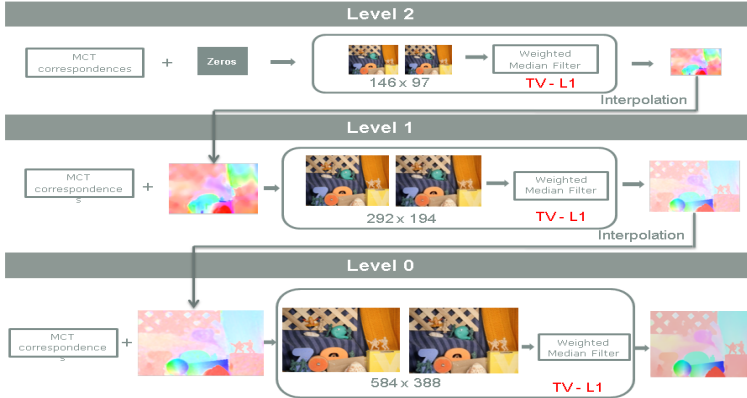 Level 2
MCT
correspondences
+
Zeros
146 x 97
Weighted
Median Filter
TV - L1
Interpolation
Level 1
MCT
correspondence
s
+
292 x 194
Weighted
Median Filter
TV - L1
Interpolation
Level 0
MCT
correspondence
s
+
584 x 388
Weighted
Median Filter
TV - L1